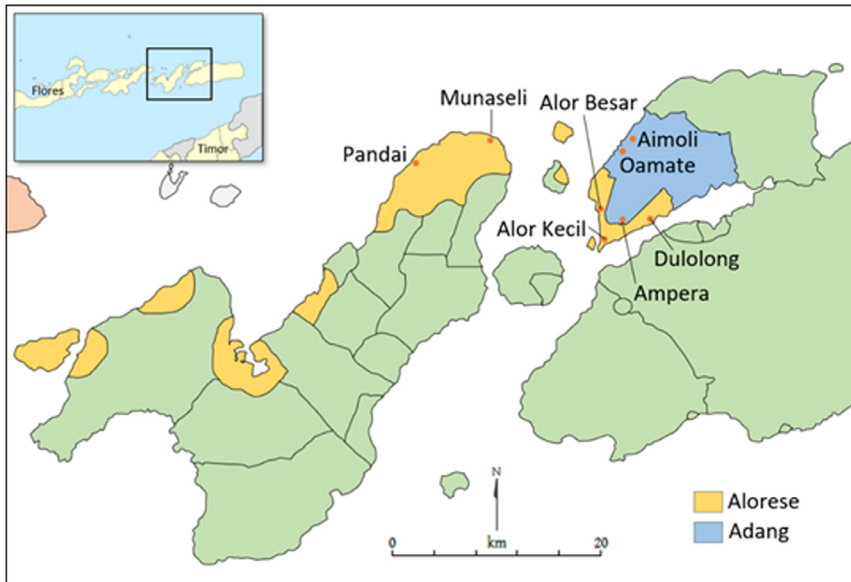 Flores
Timor
Munaseli
Alor Besar
Pandai
Aimoli
Oamate
Alor Kecil
Dulolong
Ampera
N
km
0
20
Alorese
Adang